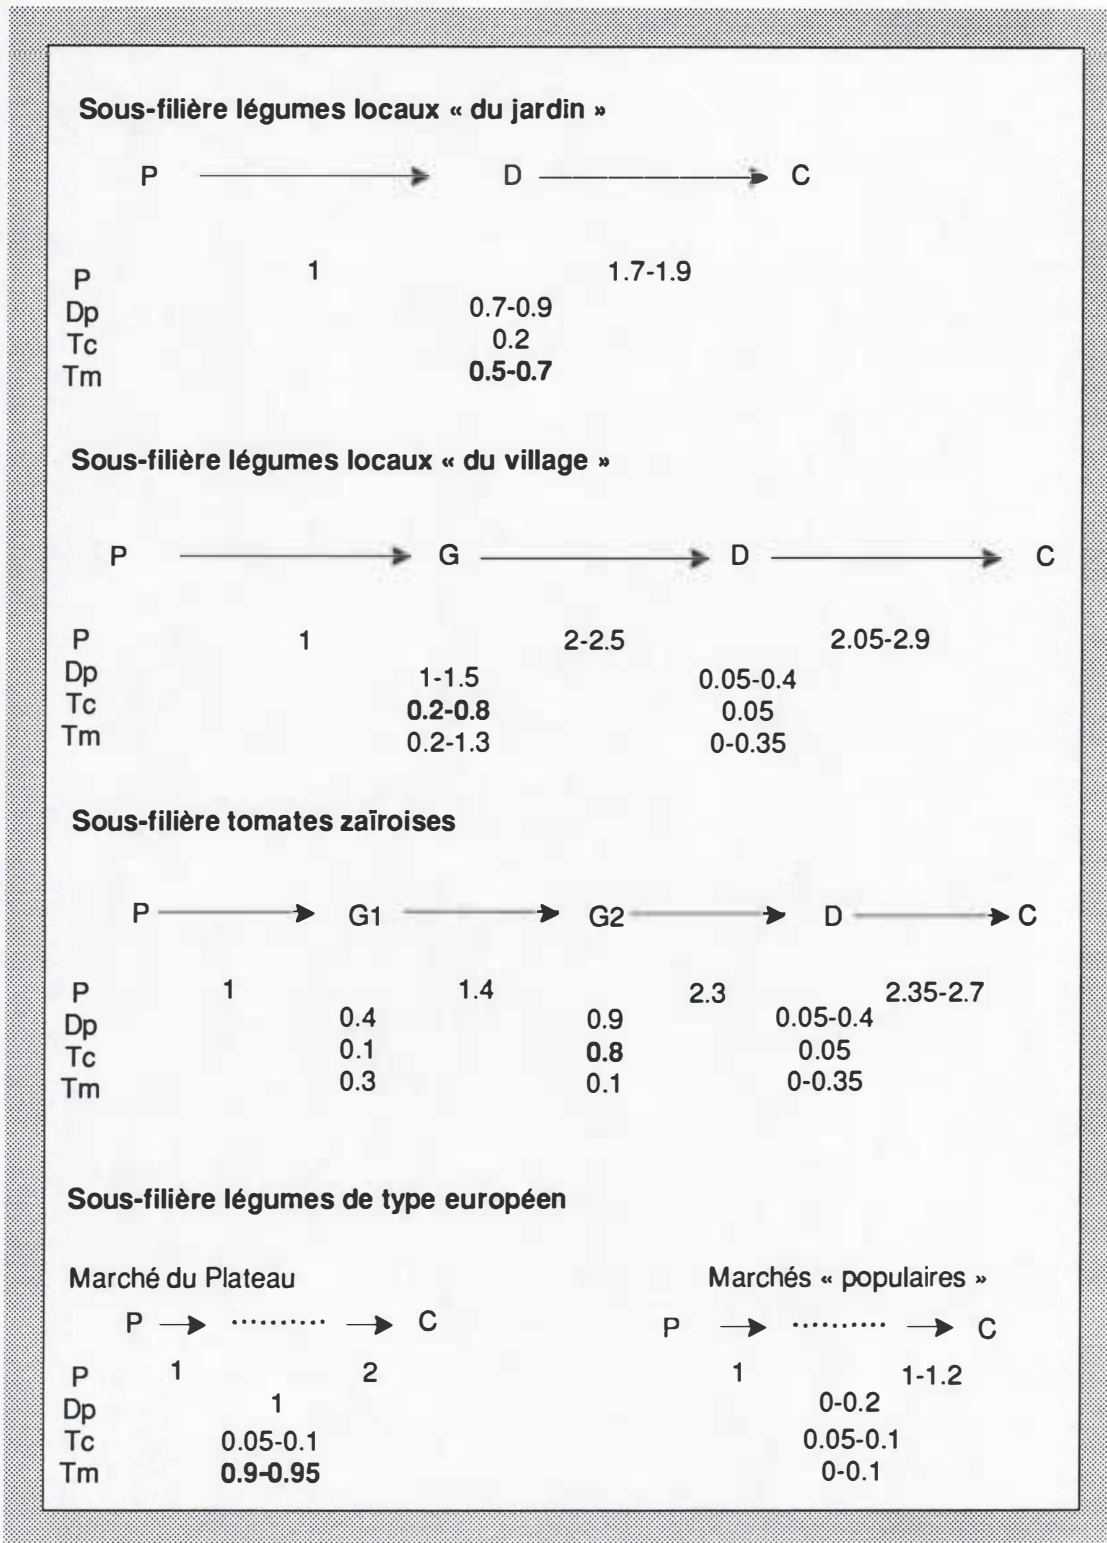 Sous-filière légumes locaux « du jardin »
P D C
P 1 1.7-1.9
Dp 0.7-0.9
Tc 0.2
Tm 0.5-0.7
Sous-filière légumes locaux « du village »
P G D C
P 1 2-2.5 2.05-2.9
Dp 1-1.5 0.05-0.4
Tc 0.2-0.8 0.05
Tm 0.2-1.3 0-0.35
Sous-filière tomates zaïroises
P G1 G2 D C
P 1 1.4 2.3 2.35-2.7
Dp 0.4 0.9 0.05-0.4
Tc 0.1 0.8 0.05
Tm 0.3 0.1 0-0.35
Sous-filière légumes de type européen
Marché du Plateau Marchés « populaires »
P .......... C P .......... C
P 1 2 1 1-1.2
Dp 1 0-0.2
Tc 0.05-0.1 0.05-0.1
Tm 0.9-0.95 0-0.1